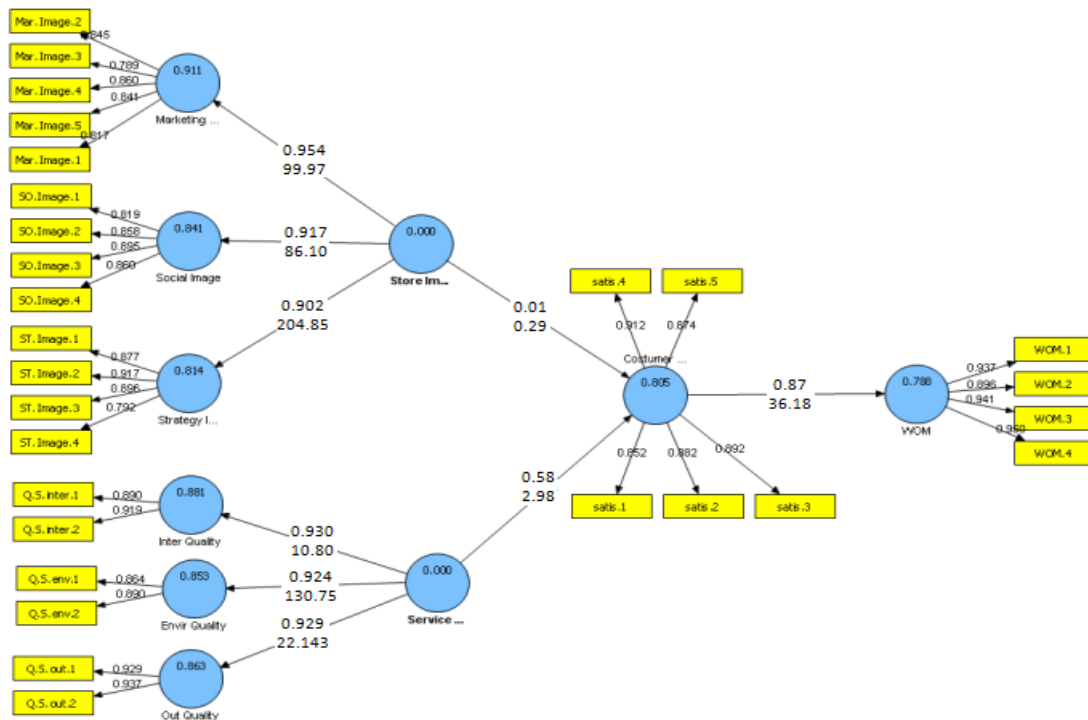 Mar.Image.2
0.845
Mar.Image.3
0.789
Mar.Image.4
0.860
Mar.Image.5
0.841
Mar.Image.1
0.817
0.911
Marketing ...
0.954
99.97
SO.Image.1
0.819
SO.Image.2
0.858
SO.Image.3
0.895
SO.Image.4
0.860
0.841
Social Image
0.917
86.10
0.000
Store Im...
ST.Image.1
0.877
ST.Image.2
0.917
ST.Image.3
0.896
ST.Image.4
0.792
0.814
Strategy I...
0.902
204.85
0.01
0.29
satis.4
satis.5
0.912
0.874
Costumer ...
0.805
0.852
0.882
0.892
satis.1
satis.2
satis.3
0.87
36.18
0.788
WOM
WOM.1
0.937
WOM.2
0.896
WOM.3
0.941
WOM.4
0.58
2.98
Q.S.inter.1
0.890
Q.S.inter.2
0.919
0.881
Inter Quality
0.930
10.80
Q.S.env.1
0.864
Q.S.env.2
0.890
0.853
Envir Quality
0.924
130.75
0.000
Service ...
Q.S.out.1
0.929
Q.S.out.2
0.937
0.863
Out Quality
0.929
22.143